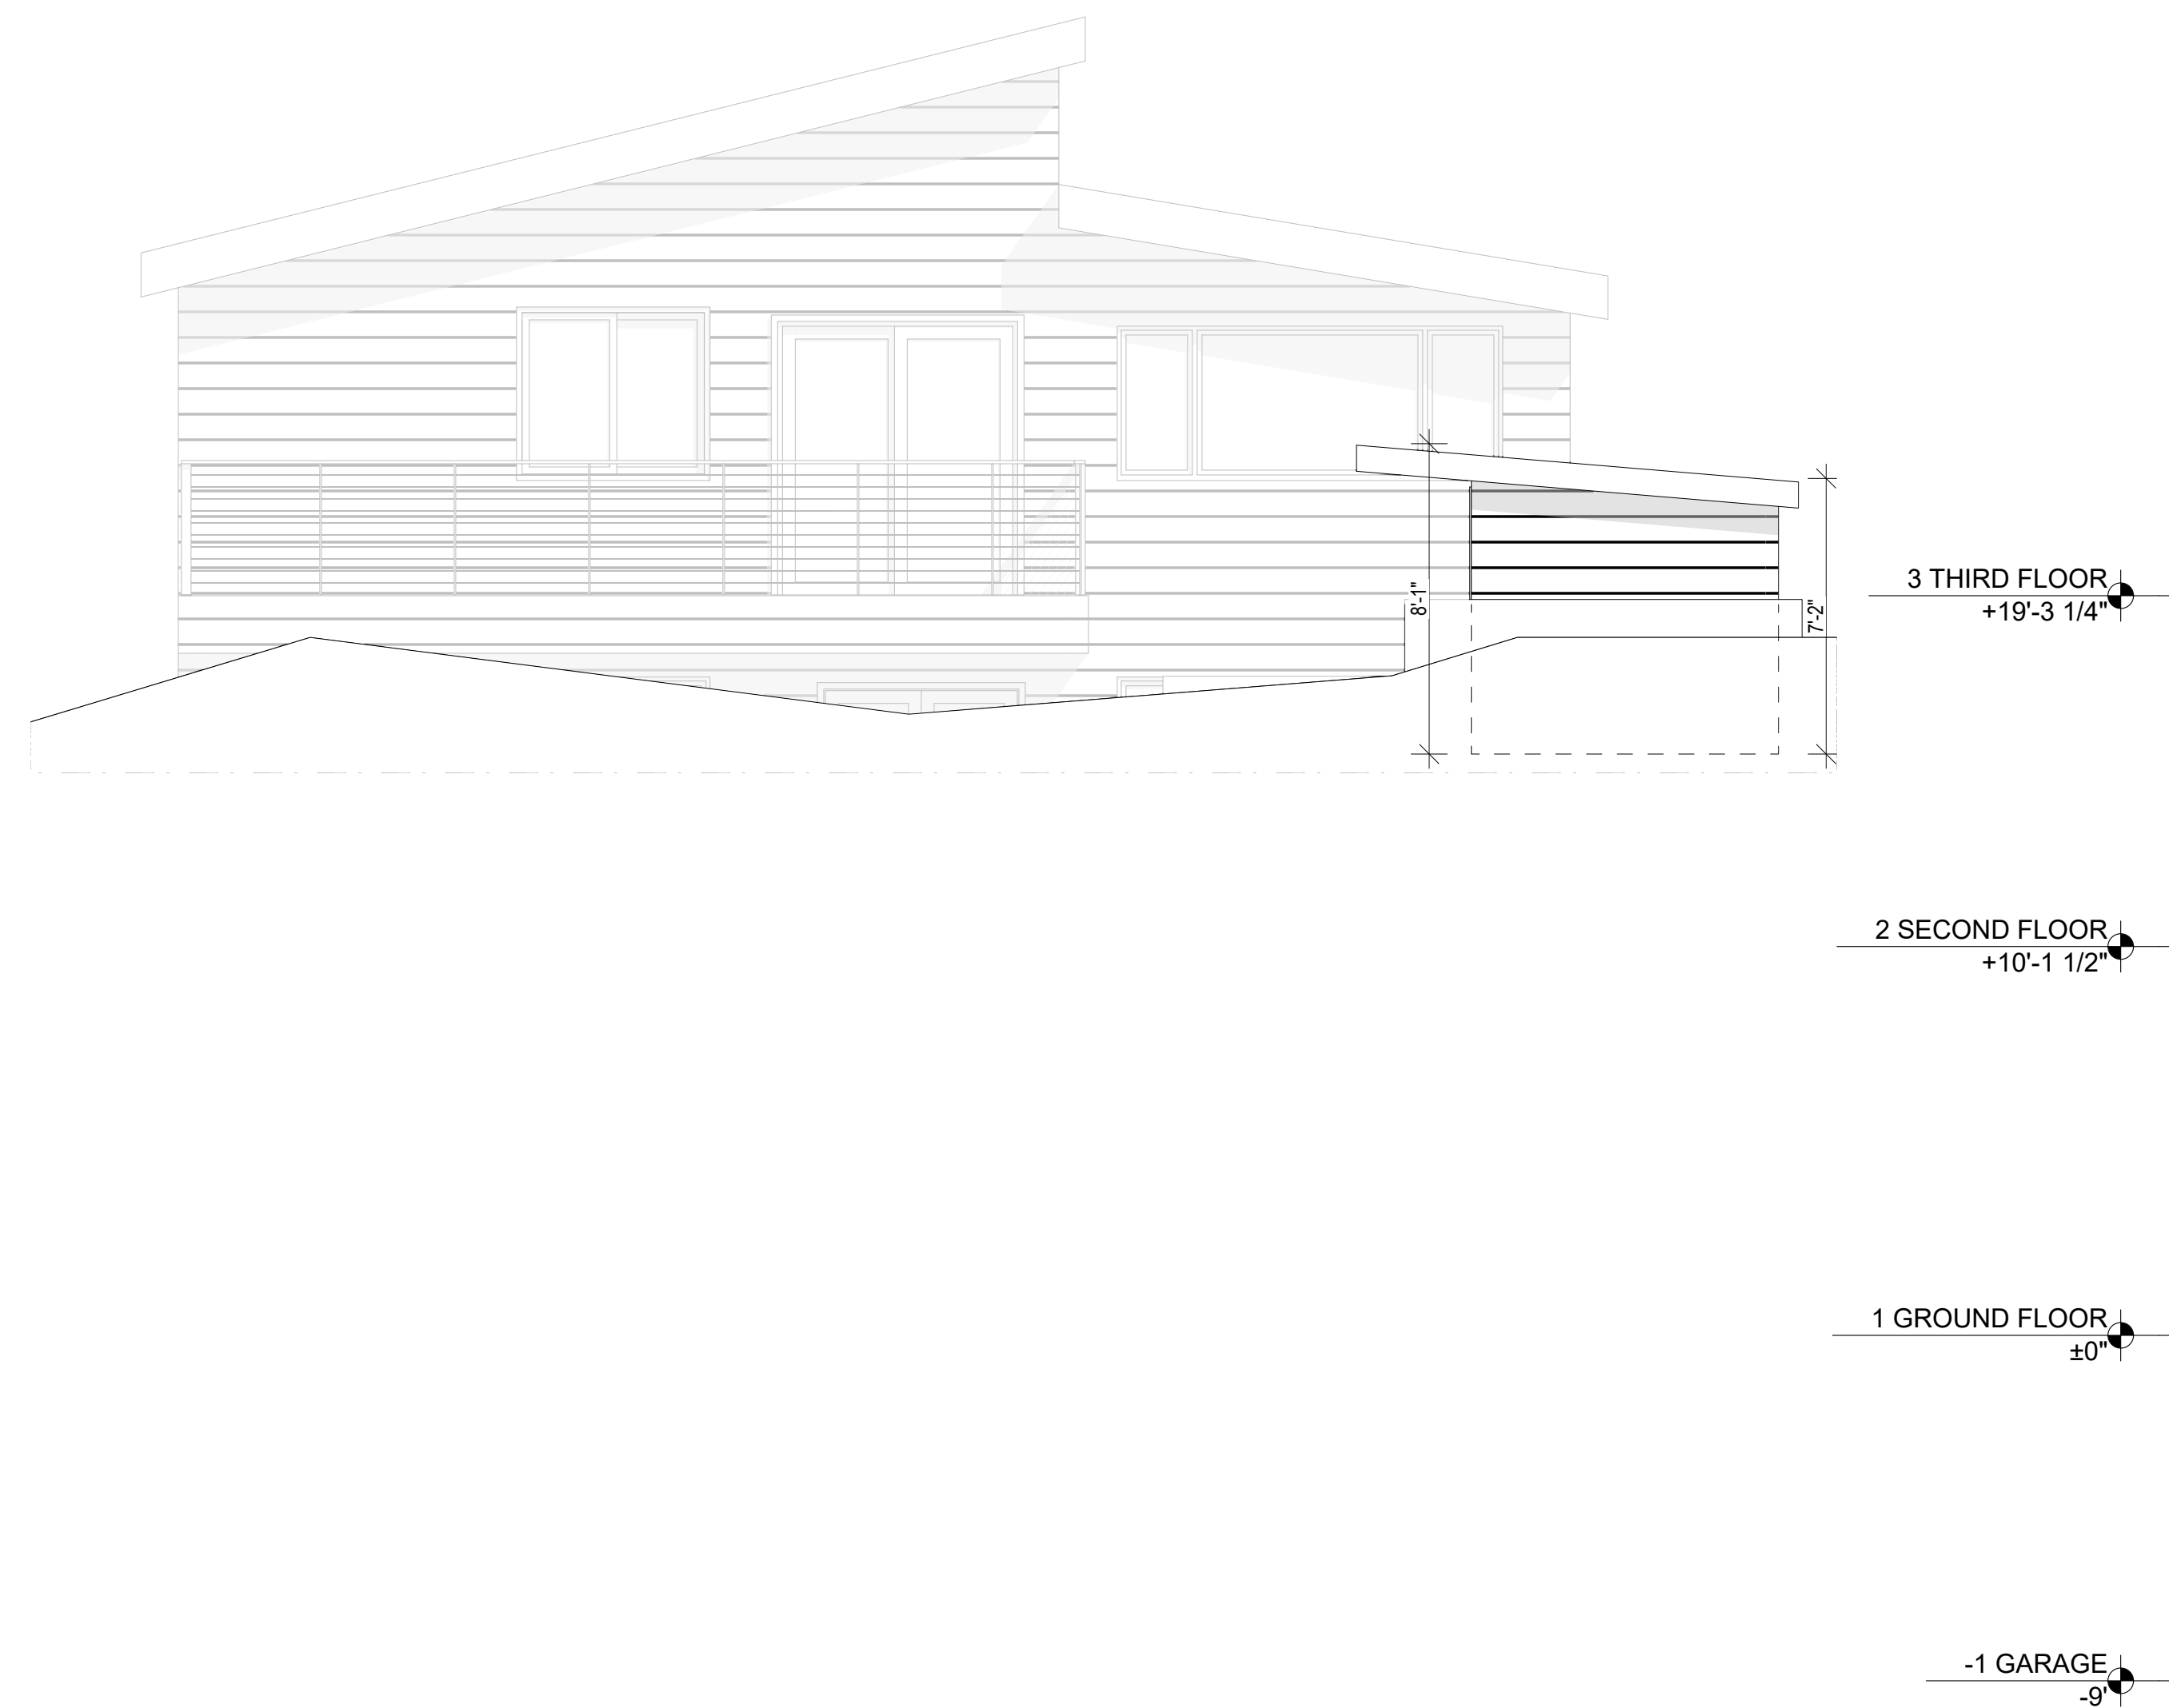 8'-1"
7'-2"
3 THIRD FLOOR
+19'-3 1/4"
2 SECOND FLOOR
+10'-1 1/2"
1 GROUND FLOOR
±0"
-1 GARAGE
-9'